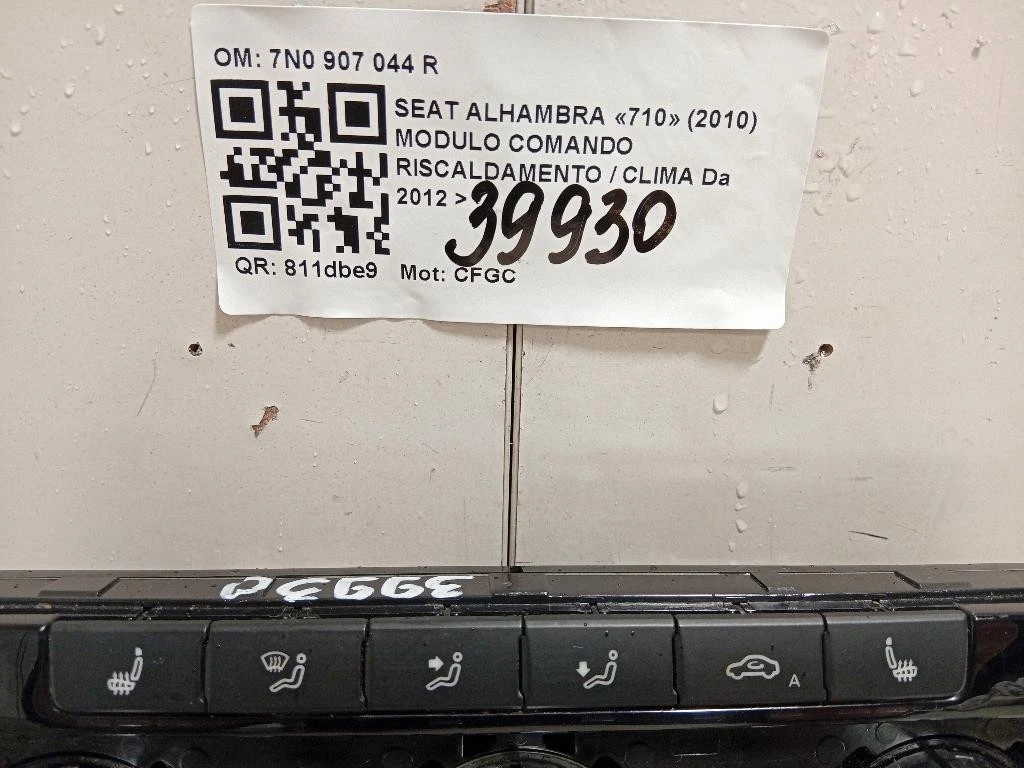 OM: 7N0 907 044 R
SEAT ALHAMBRA «710» (2010)
MODULO COMANDO
RISCALDAMENTO / CLIMA Da
2012 >
39930
QR: 811dbe9 Mot: CFGC
39930
A